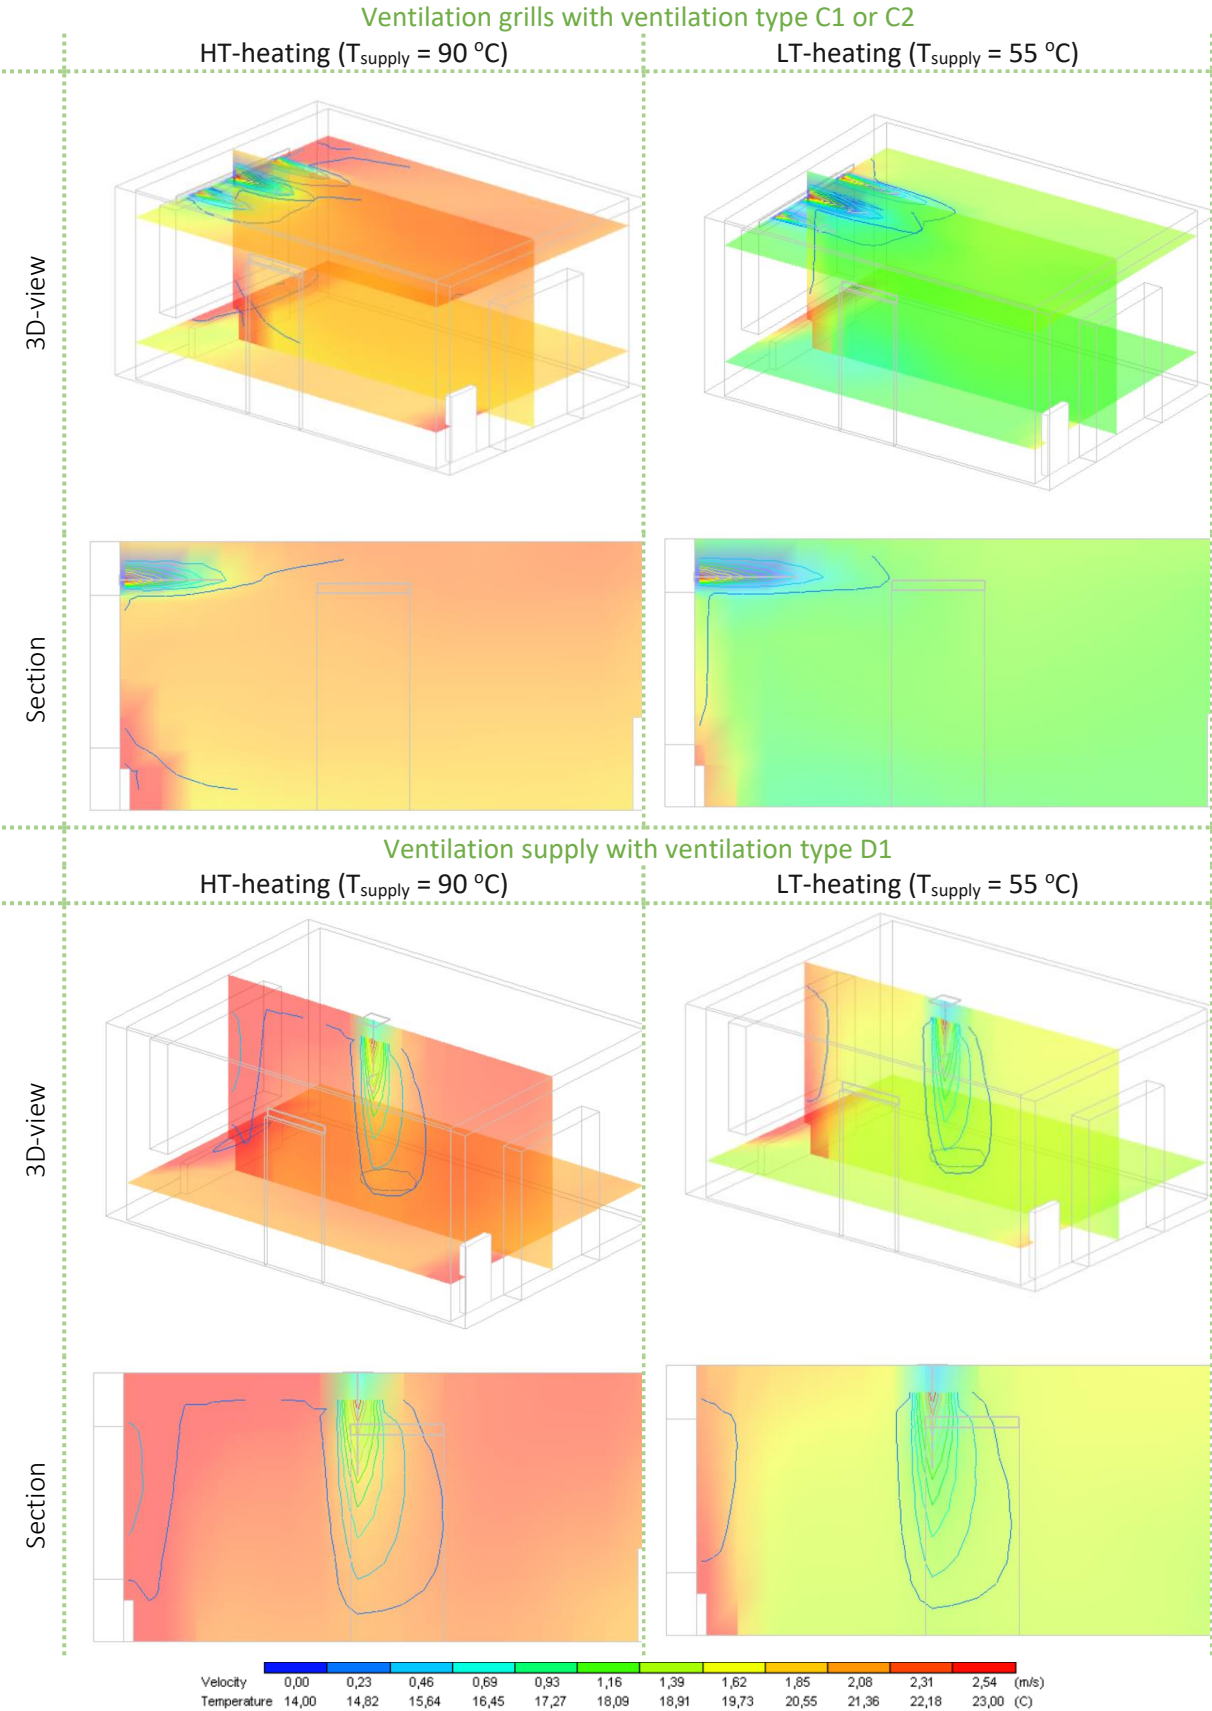 Ventilation grills with ventilation type C1 or C2
HT-heating (Tsupply = 90 °C)
LT-heating (Tsupply = 55 °C)
3D-view
Section
Ventilation supply with ventilation type D1
HT-heating (Tsupply = 90 °C)
LT-heating (Tsupply = 55 °C)
3D-view
Section
Velocity 0,00 0,23 0,46 0,69 0,93 1,16 1,39 1,62 1,85 2,08 2,31 2,54 (m/s)
Temperature 14,00 14,82 15,64 16,45 17,27 18,09 18,91 19,73 20,55 21,36 22,18 23,00 (C)